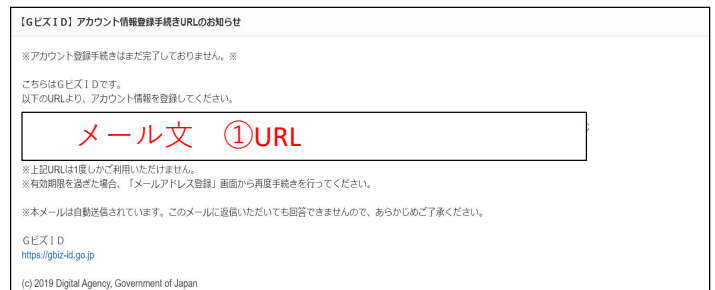 【GビズID】アカウント情報登録手続きURLのお知らせ
※アカウント登録手続きはまだ完了しておりません。※
こちらはGビズIDです。
以下のURLより、アカウント情報を登録してください。
メール文　①URL
※上記URLは1度しかご利用いただけません。
※有効期限を過ぎた場合、「メールアドレス登録」画面から再度手続きを行ってください。
※本メールは自動送信されています。このメールに返信いただいても回答できませんので、あらかじめご了承ください。
GビズID
https://gbiz-id.go.jp
(c) 2019 Digital Agency, Government of Japan